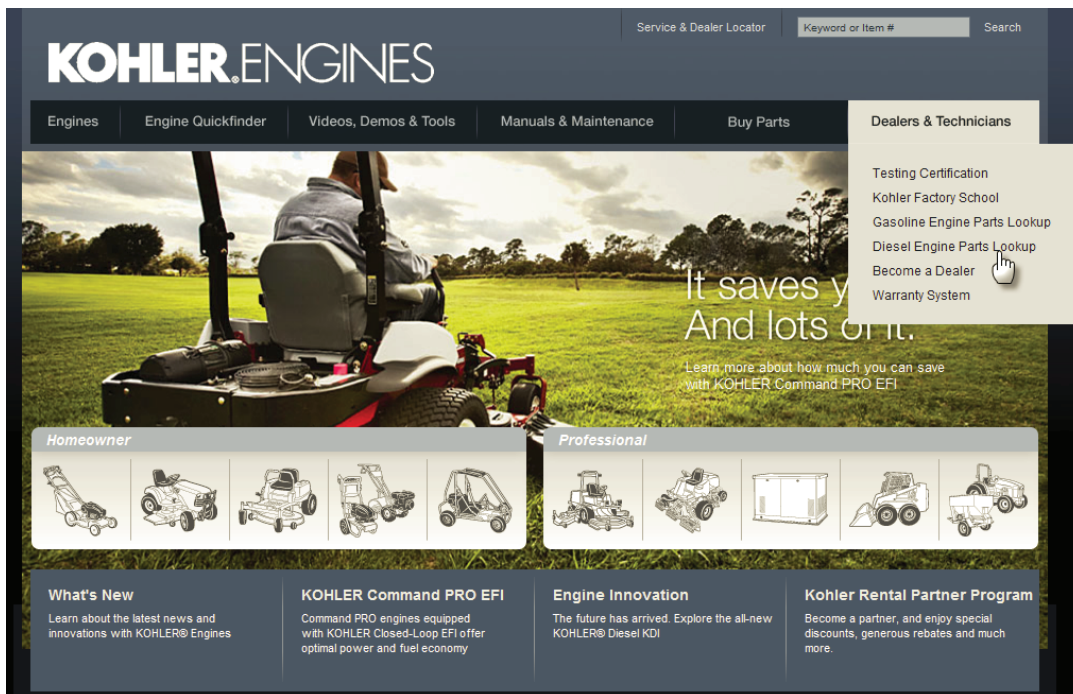 Service & Dealer Locator
Keyword or Item #
Search
KOHLER®ENGINES
Engines
Engine Quickfinder
Videos, Demos & Tools
Manuals & Maintenance
Buy Parts
Dealers & Technicians
Testing Certification
Kohler Factory School
Gasoline Engine Parts Lookup
Diesel Engine Parts Lookup
Become a Dealer
Warranty System
It saves
And lots of it.
Learn more about how much you can save
with KOHLER Command PRO EFI
Homeowner
Professional
What's New
Learn about the latest news and
innovations with KOHLER® Engines
KOHLER Command PRO EFI
Command PRO engines equipped
with KOHLER Closed-Loop EFI offer
optimal power and fuel economy
Engine Innovation
The future has arrived. Explore the all-new
KOHLER® Diesel KDI
Kohler Rental Partner Program
Become a partner, and enjoy special
discounts, generous rebates and much
more.